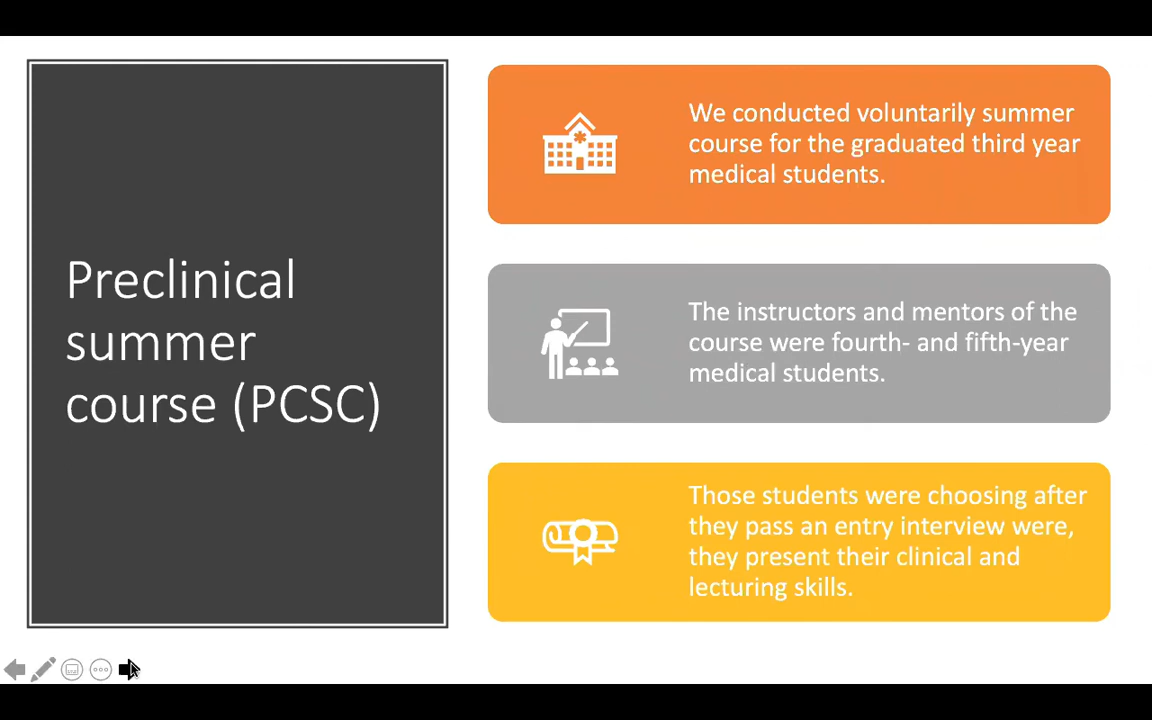 Preclinical
summer
course (PCSC)
We conducted voluntarily summer
course for the graduated third year
medical students.
The instructors and mentors of the
course were fourth- and fifth-year
medical students.
Those students were choosing after
they pass an entry interview were,
they present their clinical and
lecturing skills.